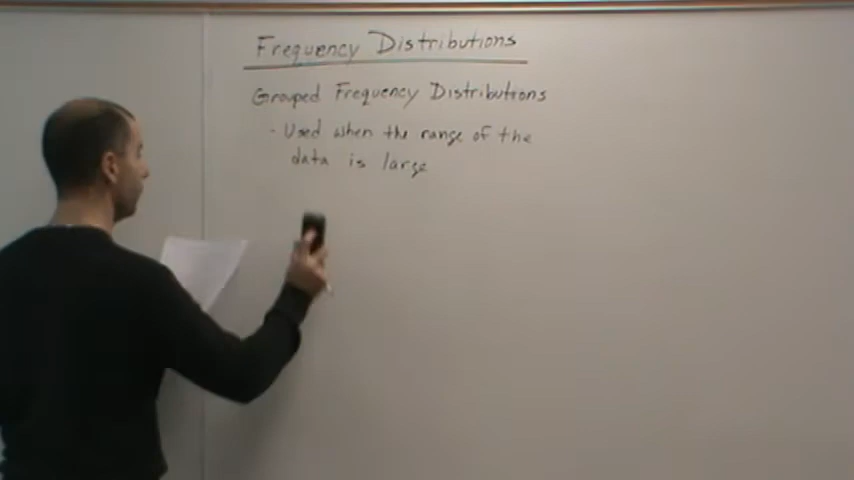 Frequency Distributions
Grouped Frequency Distributions
- Used when the range of the
data is large